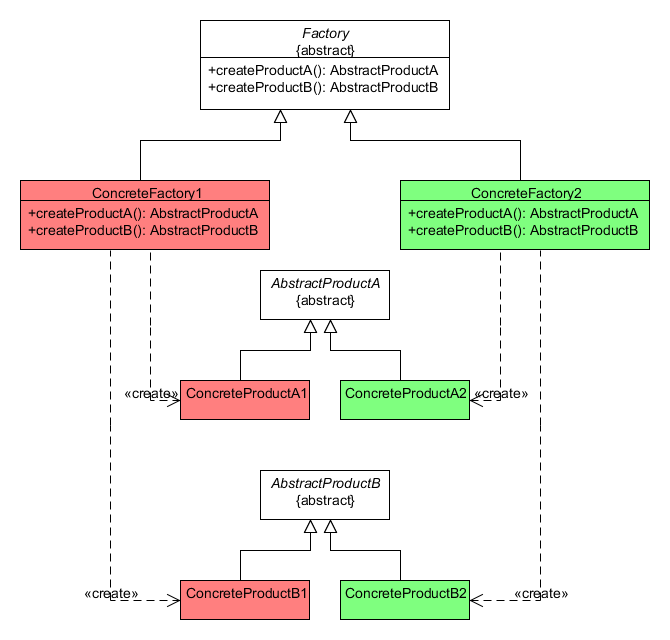 Factory
{abstract}
+createProductA(): AbstractProductA
+createProductB(): AbstractProductB
ConcreteFactory1
+createProductA(): AbstractProductA
+createProductB(): AbstractProductB
ConcreteFactory2
+createProductA(): AbstractProductA
+createProductB(): AbstractProductB
AbstractProductA
{abstract}
«create»
ConcreteProductA1
ConcreteProductA2
«create»
AbstractProductB
{abstract}
«create»
ConcreteProductB1
ConcreteProductB2
«create»